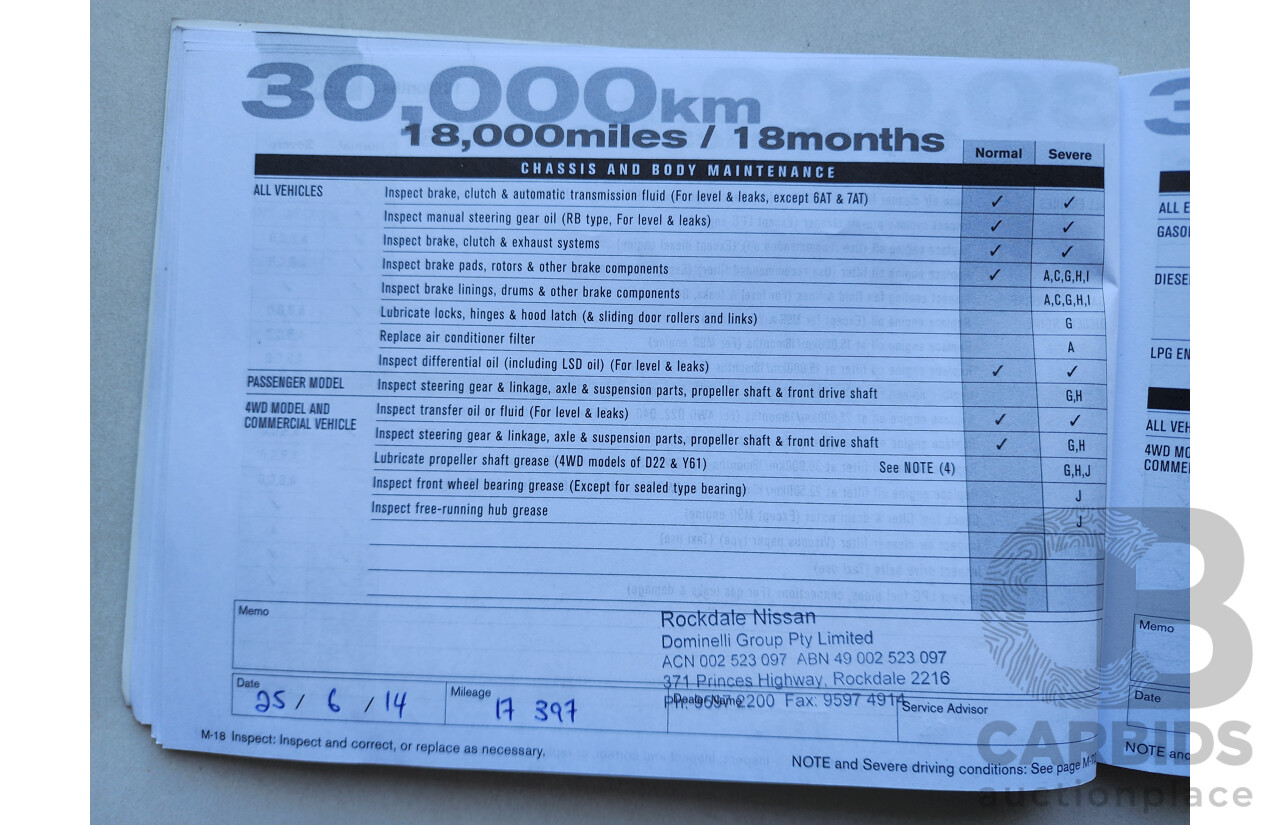 30,000km
18,000miles / 18months
Normal Severe
CHASSIS AND BODY MAINTENANCE
ALL VEHICLES Inspect brake, clutch & automatic transmission fluid (For level & leaks, except 6AT & 7AT) ✓ ✓
Inspect manual steering gear oil (RB type, For level & leaks) ✓ ✓
Inspect brake, clutch & exhaust systems ✓ ✓
Inspect brake pads, rotors & other brake components ✓ A,C,G,H,I
Inspect brake linings, drums & other brake components A,C,G,H,I
Lubricate locks, hinges & hood latch (& sliding door rollers and links) G
Replace air conditioner filter A
Inspect differential oil (including LSD oil) (For level & leaks) ✓ ✓
PASSENGER MODEL Inspect steering gear & linkage, axle & suspension parts, propeller shaft & front drive shaft G,H
4WD MODEL AND Inspect transfer oil or fluid (For level & leaks) ✓ ✓
COMMERCIAL VEHICLE Inspect steering gear & linkage, axle & suspension parts, propeller shaft & front drive shaft ✓ G,H
Lubricate propeller shaft grease (4WD models of D22 & Y61) See NOTE (4) G,H,J
Inspect front wheel bearing grease (Except for sealed type bearing) J
Inspect free-running hub grease J
Memo
Rockdale Nissan
Dominelli Group Pty Limited
ACN 002 523 097 ABN 49 002 523 097
371 Princes Highway, Rockdale 2216
Ph: 9597 2200 Fax: 9597 4914
Date Mileage Dealer Name Service Advisor
25 / 6 / 14 17 397
M-18 Inspect: Inspect and correct, or replace as necessary.
NOTE and Severe driving conditions: See page
ALL
GASO
DIESE
LPG EN
ALL VEH
4WD MO
COMME
Memo
Date
NOTE and
CARBIDS
auctionplace